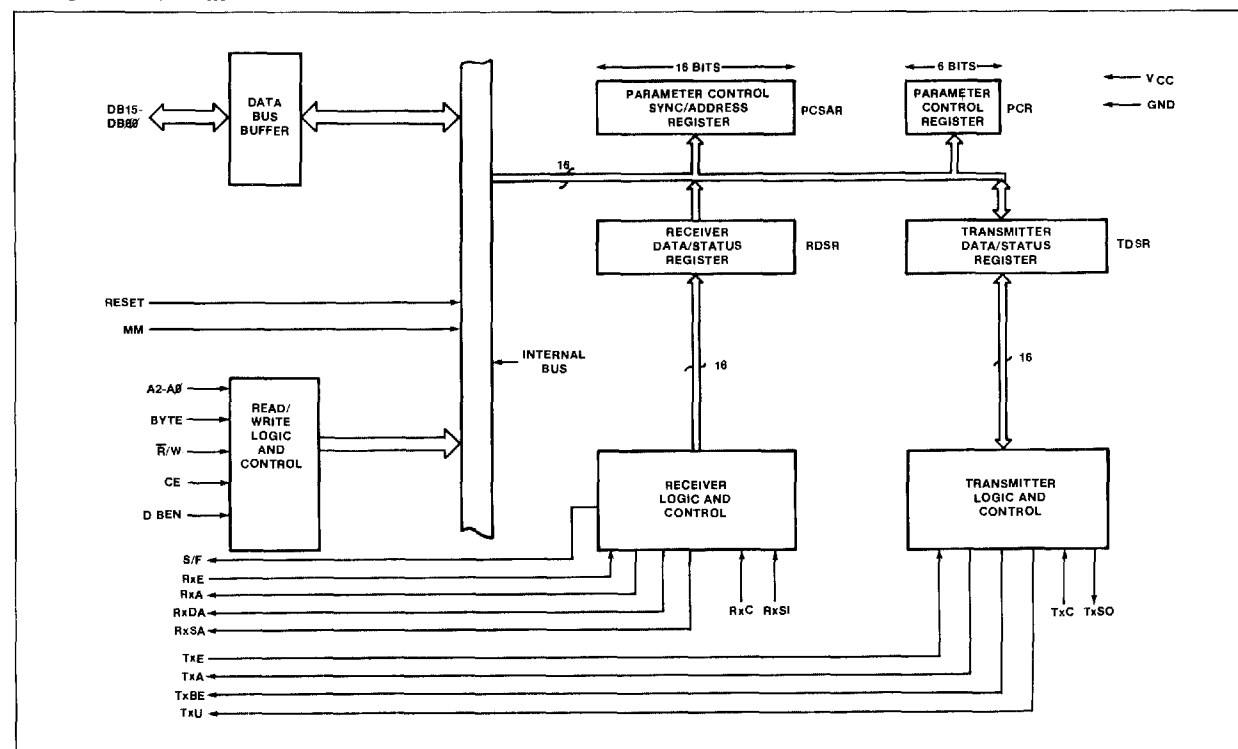 16 BITS
6 BITS
PARAMETER CONTROL
SYNC/ADDRESS
REGISTER
PCSAR
PARAMETER
CONTROL
REGISTER
PCR
VCC
GND
DB15-
DB00
DATA
BUS
BUFFER
16
RECEIVER
DATA/STATUS
REGISTER
RDSR
TRANSMITTER
DATA/STATUS
REGISTER
TDSR
RESET
MM
INTERNAL
BUS
16
16
A2-A0
BYTE
R̅/W
CE
D BEN
READ/
WRITE
LOGIC
AND
CONTROL
RECEIVER
LOGIC AND
CONTROL
TRANSMITTER
LOGIC AND
CONTROL
S/F
RxE
RxA
RxDA
RxSA
RxC
RxSI
TxC
TxSO
TxE
TxA
TxBE
TxU